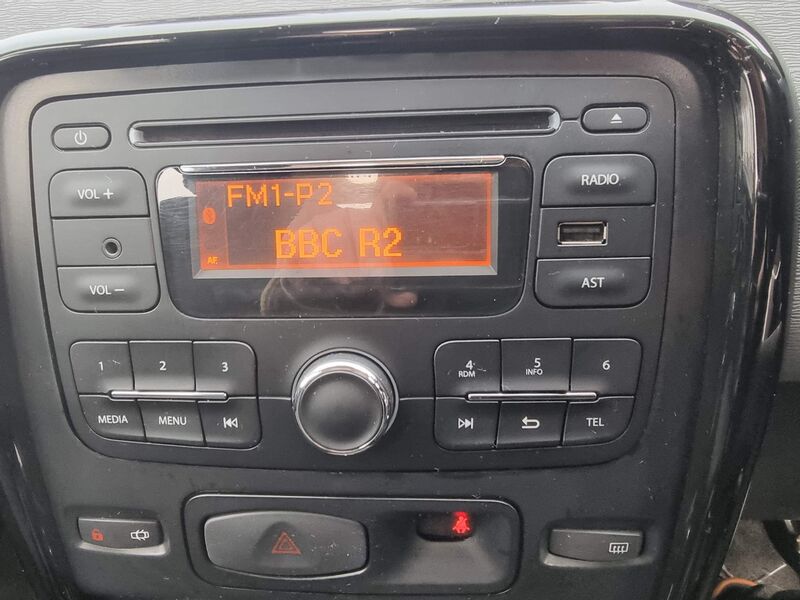 VOL +
FM1-P2
RADIO
BBC R2
AF
VOL −
AST
1 2 3
4 5 6
RDM INFO
MEDIA MENU
TEL